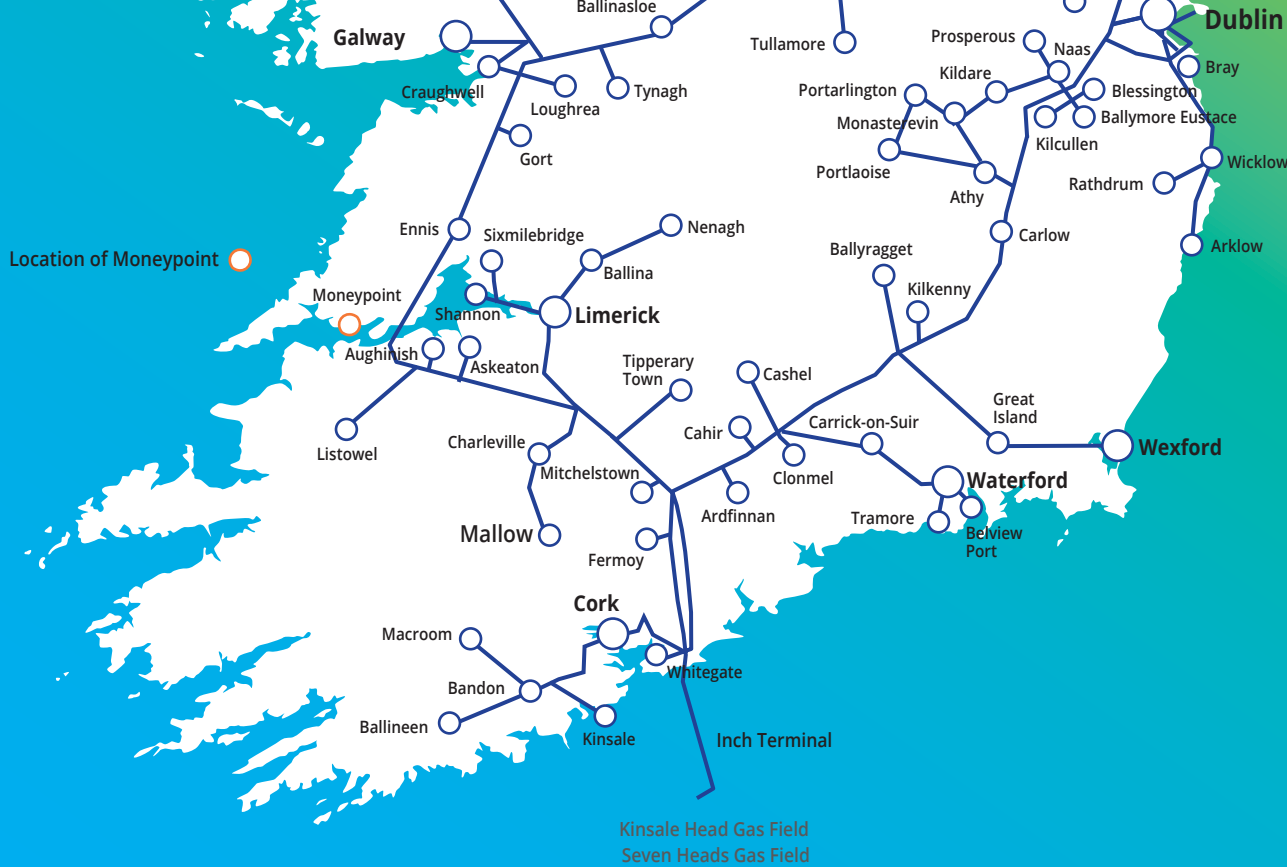 Ballinasloe
Dublin
Galway
Tullamore
Prosperous
Naas
Bray
Craughwell
Loughrea
Tynagh
Kildare
Portarlington
Blessington
Monasterevin
Ballymore Eustace
Kilcullen
Gort
Portlaoise
Wicklow
Athy
Rathdrum
Ennis
Sixmilebridge
Nenagh
Carlow
Arklow
Ballyragget
Location of Moneypoint
Ballina
Kilkenny
Moneypoint
Shannon
Limerick
Aughinish
Askeaton
Tipperary
Town
Cashel
Great
Island
Carrick-on-Suir
Cahir
Listowel
Charleville
Wexford
Mitchelstown
Clonmel
Waterford
Ardfinnan
Tramore
Belview
Port
Mallow
Fermoy
Cork
Macroom
Whitegate
Bandon
Ballineen
Kinsale
Inch Terminal
Kinsale Head Gas Field
Seven Heads Gas Field